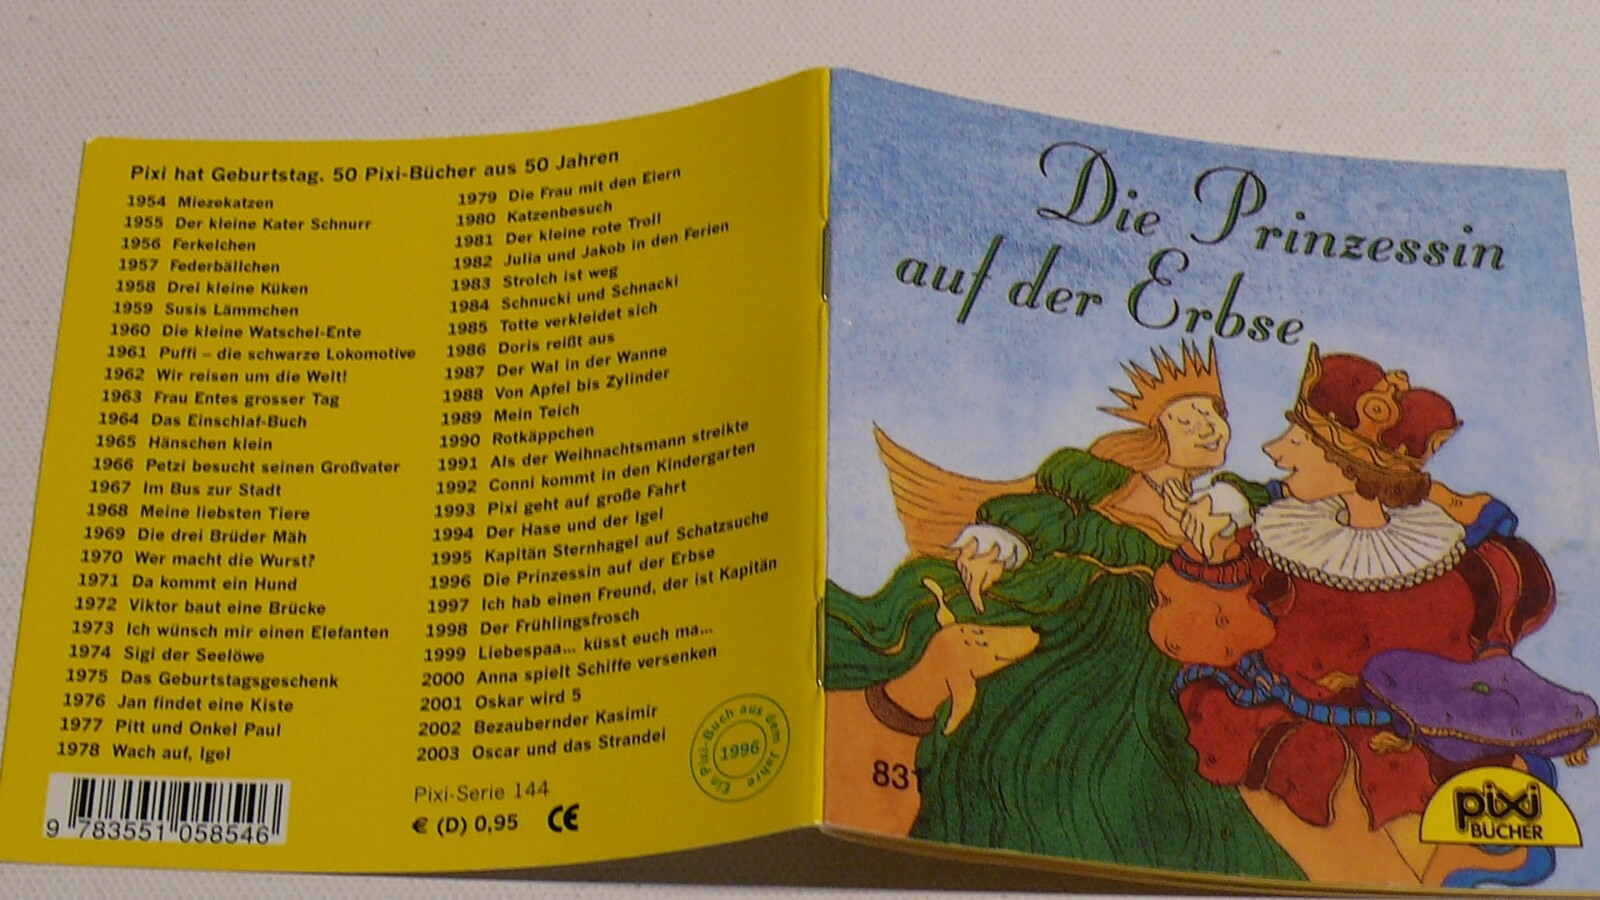 Pixi hat Geburtstag. 50 Pixi-Bücher aus 50 Jahren
1954 Miezekatzen
1955 Der kleine Kater Schnurr
1956 Ferkelchen
1957 Federbällchen
1958 Drei kleine Küken
1959 Susis Lämmchen
1960 Die kleine Watschel-Ente
1961 Puffi – die schwarze Lokomotive
1962 Wir reisen um die Welt!
1963 Frau Entes grosser Tag
1964 Das Einschlaf-Buch
1965 Hänschen klein
1966 Petzi besucht seinen Großvater
1967 Im Bus zur Stadt
1968 Meine liebsten Tiere
1969 Die drei Brüder Mäh
1970 Wer macht die Wurst?
1971 Da kommt ein Hund
1972 Viktor baut eine Brücke
1973 Ich wünsch mir einen Elefanten
1974 Sigi der Seelöwe
1975 Das Geburtstagsgeschenk
1976 Jan findet eine Kiste
1977 Pitt und Onkel Paul
1978 Wach auf, Igel
1979 Die Frau mit den Eiern
1980 Katzenbesuch
1981 Der kleine rote Troll
1982 Julia und Jakob in den Ferien
1983 Strolch ist weg
1984 Schnucki und Schnacki
1985 Totte verkleidet sich
1986 Doris reißt aus
1987 Der Wal in der Wanne
1988 Von Apfel bis Zylinder
1989 Mein Teich
1990 Rotkäppchen
1991 Als der Weihnachtsmann streikte
1992 Conni kommt in den Kindergarten
1993 Pixi geht auf große Fahrt
1994 Der Hase und der Igel
1995 Kapitän Sternhagel auf Schatzsuche
1996 Die Prinzessin auf der Erbse
1997 Ich hab einen Freund, der ist Kapitän
1998 Der Frühlingsfrosch
1999 Liebespaa... küsst euch ma...
2000 Anna spielt Schiffe versenken
2001 Oskar wird 5
2002 Bezaubernder Kasimir
2003 Oscar und das Strandei
9 783551 058546
Pixi-Serie 144
€ (D) 0,95 CE
Ein Pixi-Buch aus dem Jahre
1996
Die Prinzessin
auf der Erbse
831
pixi
BÜCHER